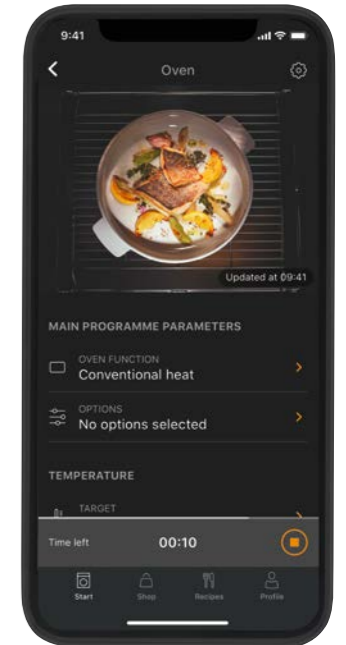 9:41
Oven
Updated at 09:41
MAIN PROGRAMME PARAMETERS
OVEN FUNCTION
Conventional heat
OPTIONS
No options selected
TEMPERATURE
TARGET
Time left 00:10
Start Shop Recipes Profile